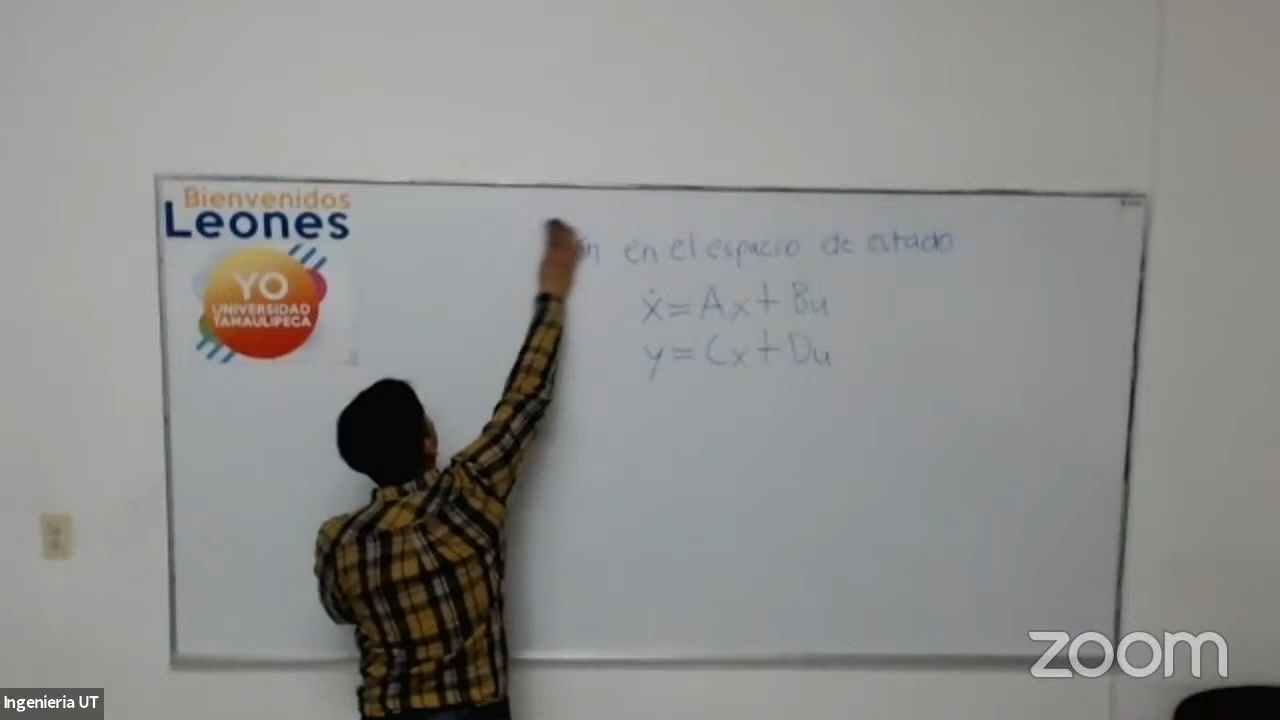 Bienvenidos
Leones
YO
UNIVERSIDAD
TAMAULIPECA
en el espacio de estado
ẋ = Ax + Bu
y = Cx + Du
zoom
Ingenieria UT